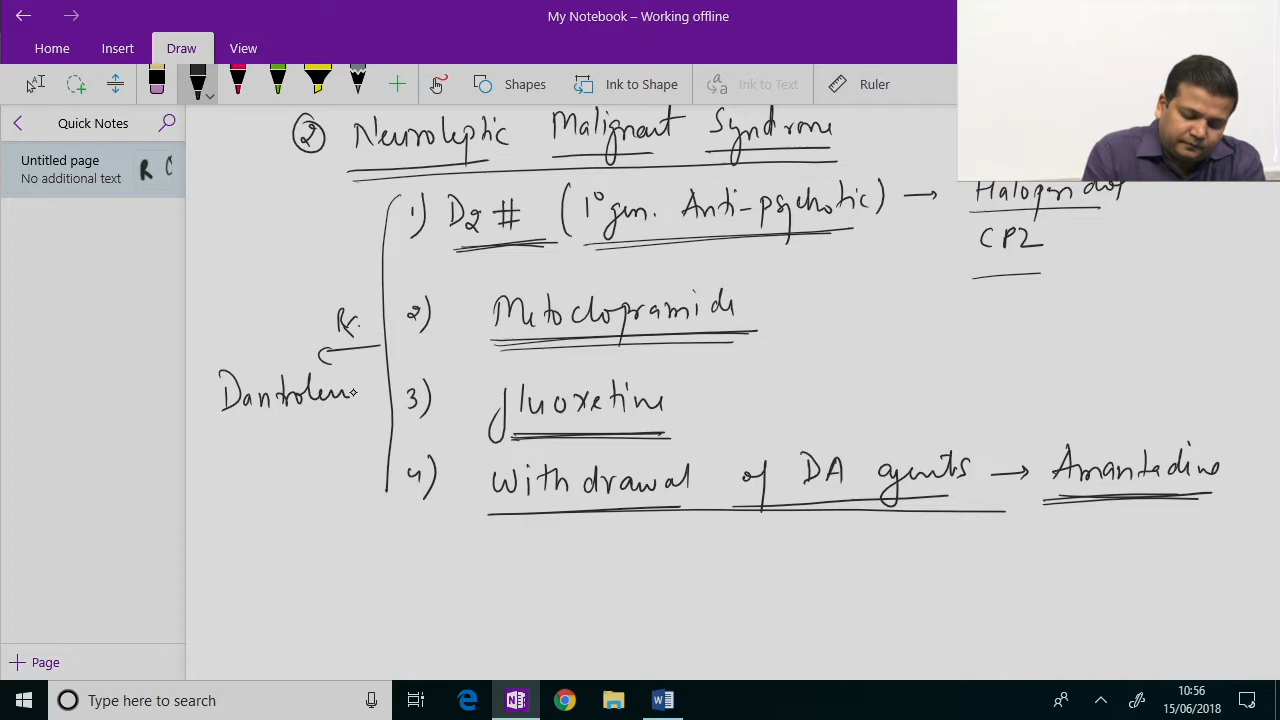 My Notebook – Working offline
Home Insert Draw View
Shapes Ink to Shape Ink to Text Ruler
Quick Notes
Untitled page
No additional text
R
② Neuroleptic Malignant Syndrome
1) D2 # (1° gen. Anti-psychotic) →
CPZ
2) Metoclopramide
Rx
Dantrolen
3) fluoxetine
4) Withdrawal of DA agents → Amantadine
+ Page
Type here to search
10:56
15/06/2018